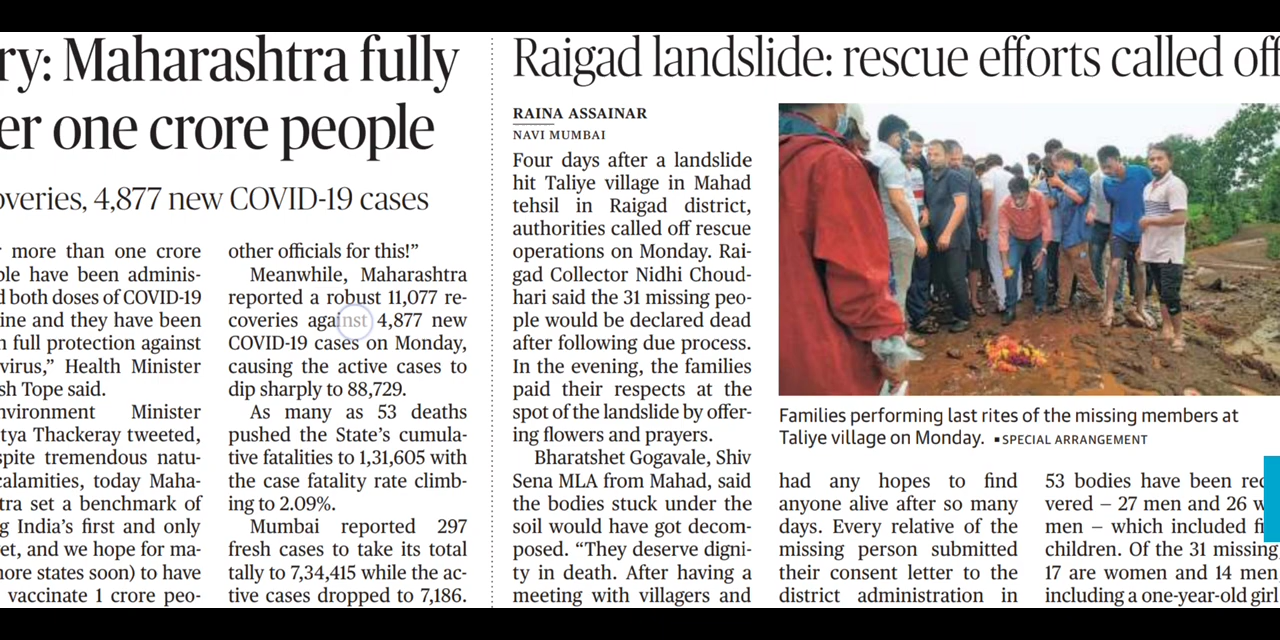 ry: Maharashtra fully
er one crore people
overies, 4,877 new COVID-19 cases
more than one crore
ple have been adminis-
d both doses of COVID-19
ine and they have been
n full protection against
virus,” Health Minister
sh Tope said.
nvironment Minister
tya Thackeray tweeted,
spite tremendous natu-
calamities, today Maha-
tra set a benchmark of
g India’s first and only
et, and we hope for ma-
more states soon) to have
vaccinate 1 crore peo-
other officials for this!”
Meanwhile, Maharashtra
reported a robust 11,077 re-
coveries against 4,877 new
COVID-19 cases on Monday,
causing the active cases to
dip sharply to 88,729.
As many as 53 deaths
pushed the State’s cumula-
tive fatalities to 1,31,605 with
the case fatality rate climb-
ing to 2.09%.
Mumbai reported 297
fresh cases to take its total
tally to 7,34,415 while the ac-
tive cases dropped to 7,186.
Raigad landslide: rescue efforts called off
RAINA ASSAINAR
NAVI MUMBAI
Four days after a landslide
hit Taliye village in Mahad
tehsil in Raigad district,
authorities called off rescue
operations on Monday. Rai-
gad Collector Nidhi Choud-
hari said the 31 missing peo-
ple would be declared dead
after following due process.
In the evening, the families
paid their respects at the
spot of the landslide by offer-
ing flowers and prayers.
Bharatshet Gogavale, Shiv
Sena MLA from Mahad, said
the bodies stuck under the
soil would have got decom-
posed. “They deserve digni-
ty in death. After having a
meeting with villagers and
Families performing last rites of the missing members at
Taliye village on Monday. ▪SPECIAL ARRANGEMENT
had any hopes to find
anyone alive after so many
days. Every relative of the
missing person submitted
their consent letter to the
district administration in
53 bodies have been rec
vered – 27 men and 26 w
men – which included fi
children. Of the 31 missing
17 are women and 14 men
including a one-year-old girl